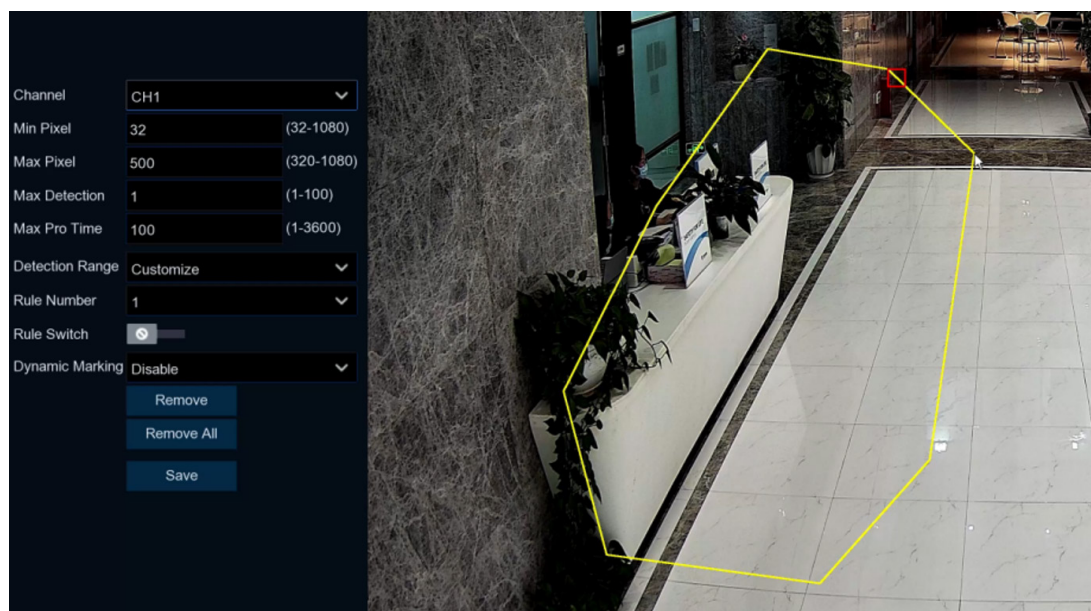 Channel CH1
Min Pixel 32 (32-1080)
Max Pixel 500 (320-1080)
Max Detection 1 (1-100)
Max Pro Time 100 (1-3600)
Detection Range Customize
Rule Number 1
Rule Switch
Dynamic Marking Disable
Remove
Remove All
Save